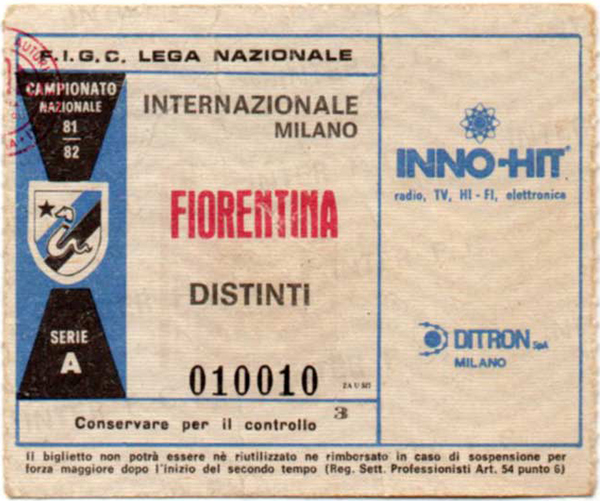 F.I.G.C. LEGA NAZIONALE
CAMPIONATO
NAZIONALE
81
82
SERIE
A
INTERNAZIONALE
MILANO
FIORENTINA
DISTINTI
010010
3
Conservare per il controllo
INNO-HIT
radio, TV, HI - FI, elettronica
DITRON SpA
MILANO
Il biglietto non potrà essere nè riutilizzato ne rimborsato in caso di sospensione per
forza maggiore dopo l'inizio del secondo tempo (Reg. Sett. Professionisti Art. 54 punto 6)